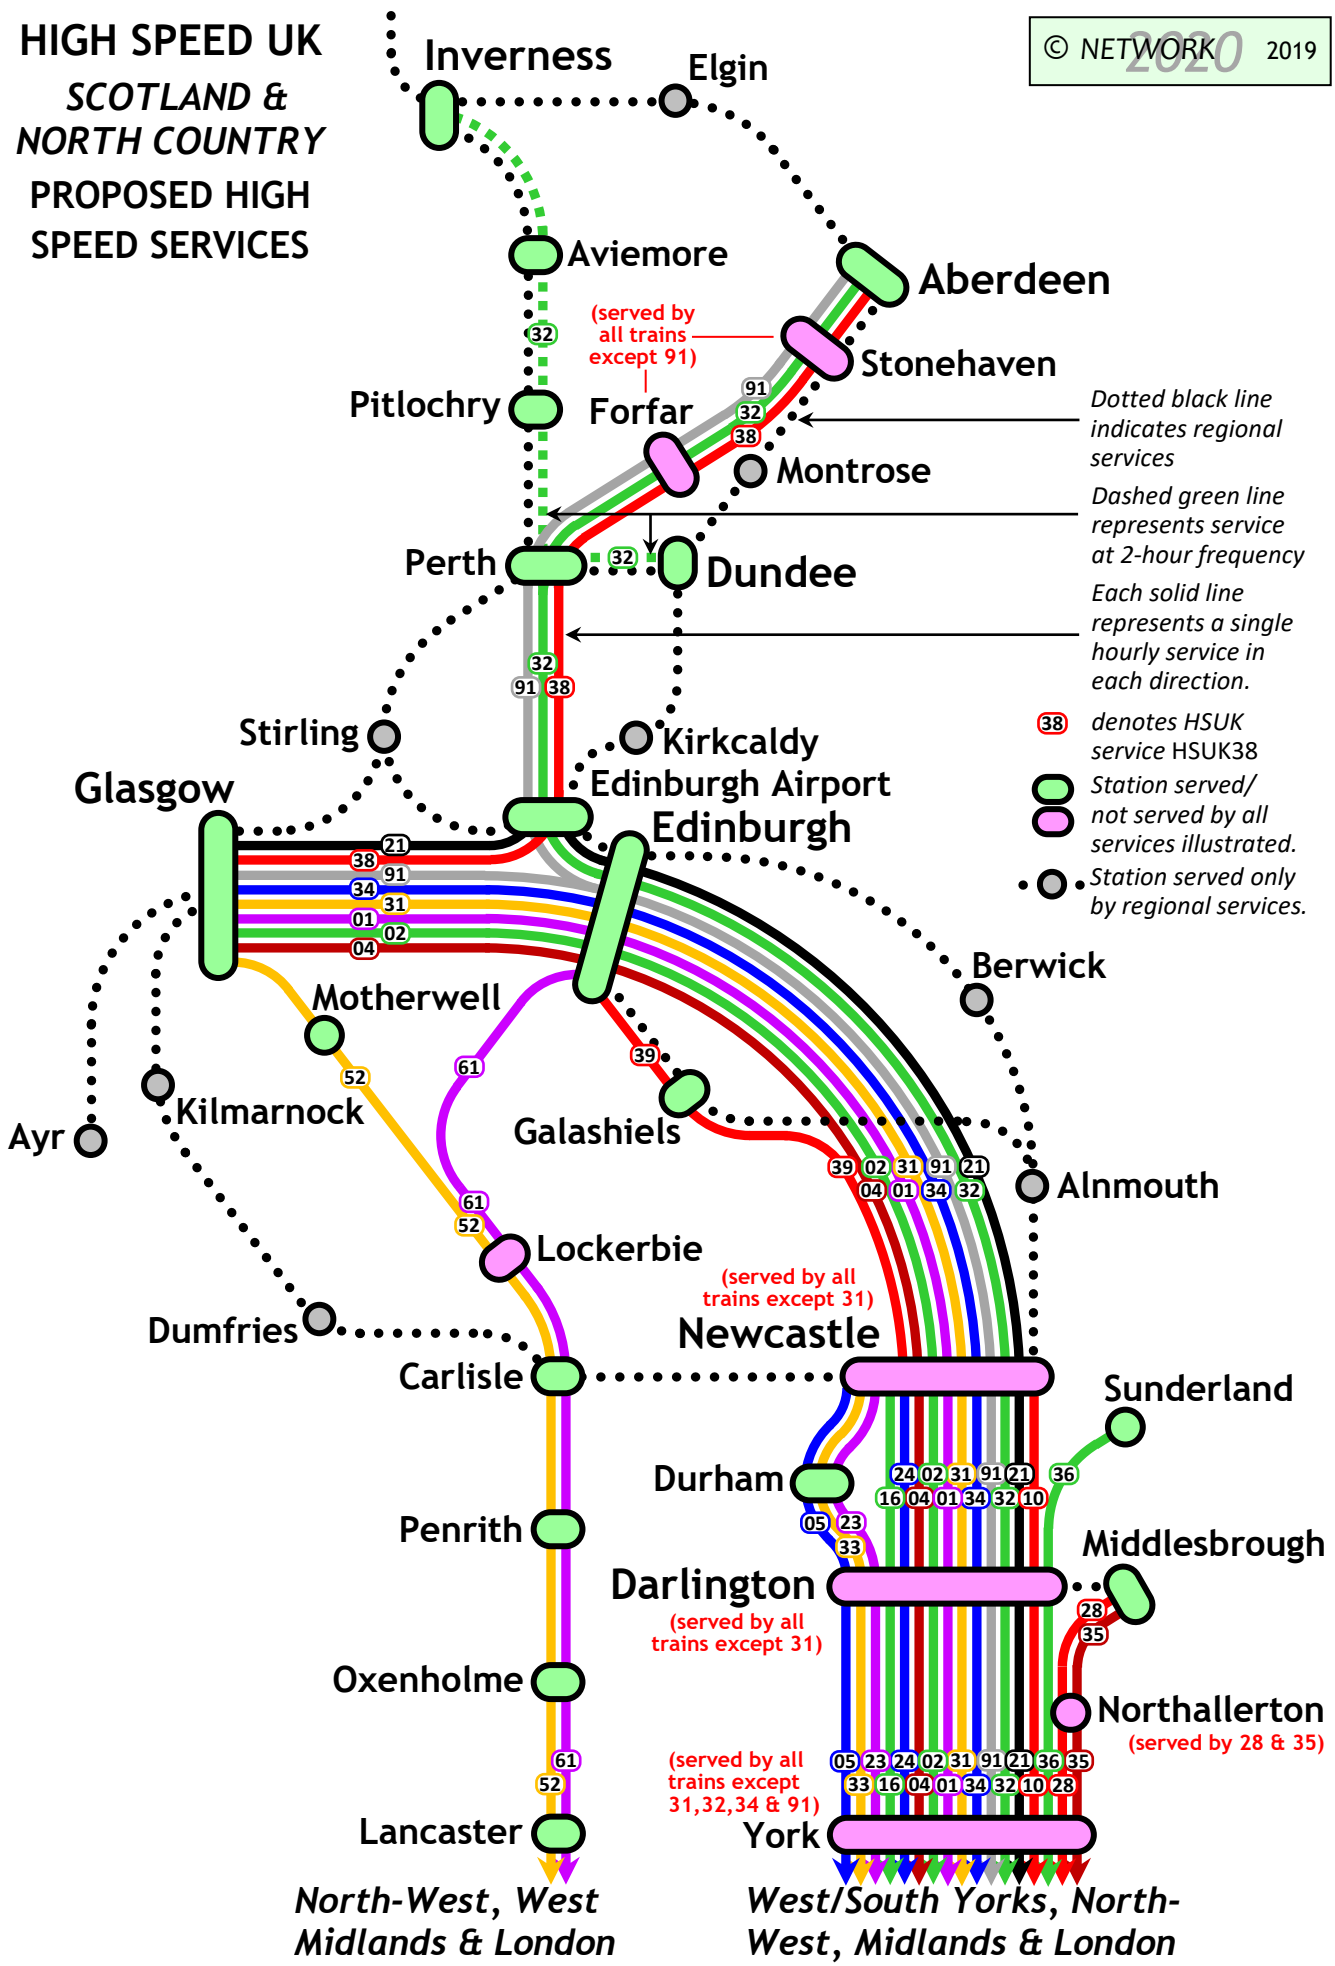 HIGH SPEED UK
SCOTLAND &
NORTH COUNTRY
PROPOSED HIGH
SPEED SERVICES
© NETWORK 2020 2019
Inverness
Elgin
Aviemore
Aberdeen
(served by
all trains
except 91)
32
Stonehaven
Pitlochry
Forfar
91
32
38
Montrose
Dotted black line
indicates regional
services
Dashed green line
represents service
at 2-hour frequency
Perth
32
Dundee
Each solid line
represents a single
hourly service in
each direction.
32
91
38
38
denotes HSUK
service HSUK38
Station served/
not served by all
services illustrated.
Station served only
by regional services.
Stirling
Kirkcaldy
Edinburgh Airport
Glasgow
Edinburgh
21
38
91
34
31
01
02
04
Berwick
Motherwell
39
61
52
Kilmarnock
Ayr
Galashiels
39
02
31
91
21
04
01
34
32
Alnmouth
61
52
Lockerbie
(served by all
trains except 31)
Newcastle
Dumfries
Carlisle
Sunderland
Durham
24
02
31
91
21
36
16
04
01
34
32
10
05
23
33
Penrith
Middlesbrough
Darlington
(served by all
trains except 31)
28
35
Oxenholme
Northallerton
(served by 28 & 35)
61
52
(served by all
trains except
31,32,34 & 91)
05
23
24
02
31
91
21
36
35
33
16
04
01
34
32
10
28
Lancaster
York
North-West, West
Midlands & London
West/South Yorks, North-
West, Midlands & London